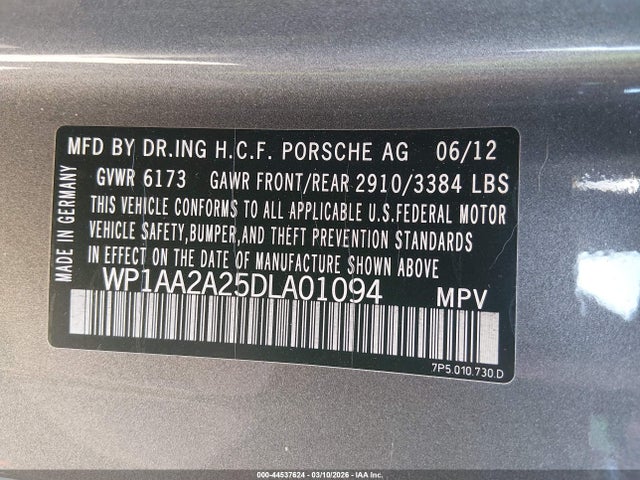 MFD BY DR.ING H.C.F. PORSCHE AG 06/12
GVWR 6173 GAWR FRONT/REAR 2910/3384 LBS
THIS VEHICLE CONFORMS TO ALL APPLICABLE U.S.FEDERAL MOTOR
VEHICLE SAFETY,BUMPER,AND THEFT PREVENTION STANDARDS
IN EFFECT ON THE DATE OF MANUFACTURE SHOWN ABOVE
WP1AA2A25DLA01094 MPV
MADE IN GERMANY
7P5.010.730.D
000-44537624 - 03/10/2026 - IAA Inc.